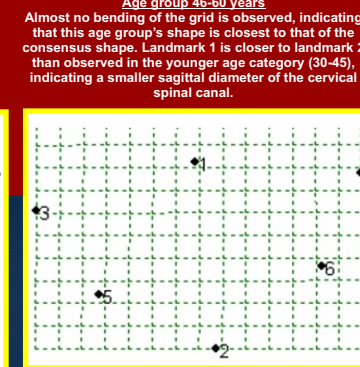 Age group 46-60 years
Almost no bending of the grid is observed, indicating
that this age group's shape is closest to that of the
consensus shape. Landmark 1 is closer to landmark 2
than observed in the younger age category (30-45),
indicating a smaller sagittal diameter of the cervical
spinal canal.
1
3
6
5
2